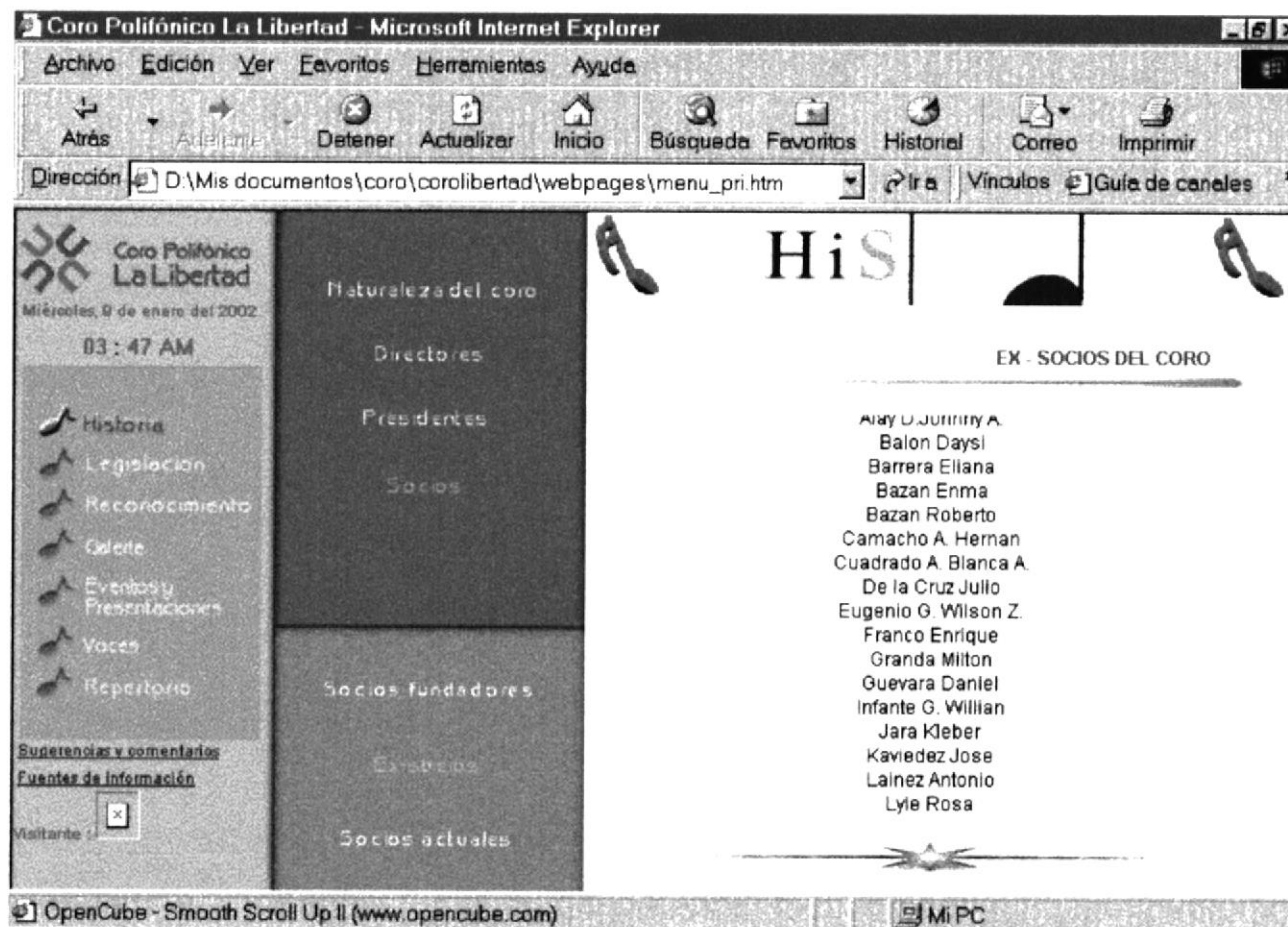 Coro Polifónico La Libertad - Microsoft Internet Explorer
Archivo Edición Ver Favoritos Herramientas Ayuda
Atrás Adelante Detener Actualizar Inicio Búsqueda Favoritos Historial Correo Imprimir
Dirección D:\Mis documentos\coro\corolibertad\webpages\menu_pri.htm Ir a Vínculos Guía de canales
Coro Polifónico
La Libertad
Miércoles, 9 de enero del 2002
03 : 47 AM
Historia
Legislacion
Reconocimiento
Galeria
Eventos y
Presentaciones
Voces
Repertorio
Sugerencias y comentarios
Fuentes de información
Visitante :
Naturaleza del coro
Directores
Presidentes
Socios
Socios fundadores
Ex-socios
Socios actuales
HiS
EX - SOCIOS DEL CORO
Alay D.Johnny A.
Balon Daysi
Barrera Eliana
Bazan Enma
Bazan Roberto
Camacho A. Hernan
Cuadrado A. Blanca A.
De la Cruz Julio
Eugenio G. Wilson Z.
Franco Enrique
Granda Milton
Guevara Daniel
Infante G. Willian
Jara Kleber
Kaviedez Jose
Lainez Antonio
Lyle Rosa
OpenCube - Smooth Scroll Up II (www.opencube.com) Mi PC